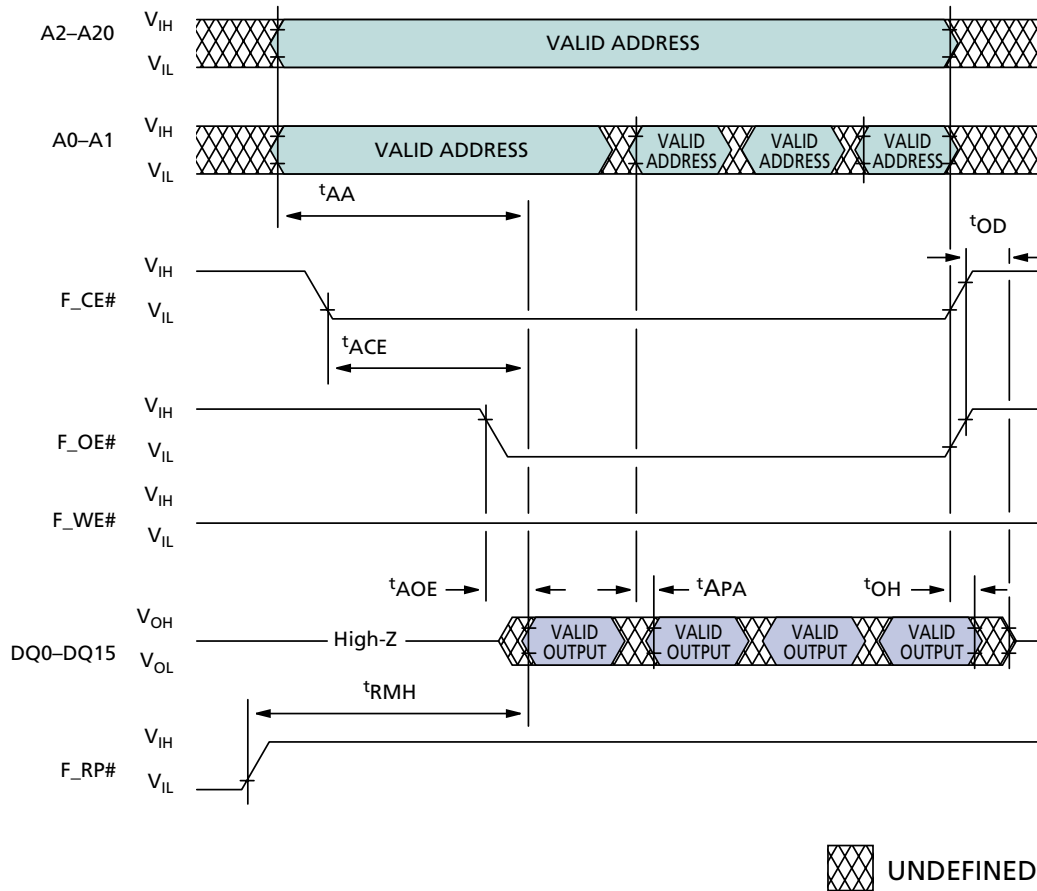 A2–A20
VIH
VIL
VALID ADDRESS
A0–A1
VIH
VIL
VALID ADDRESS
VALID
ADDRESS
VALID
ADDRESS
VALID
ADDRESS
tAA
tOD
F_CE#
VIH
VIL
tACE
F_OE#
VIH
VIL
F_WE#
VIH
VIL
tAOE
tAPA
tOH
DQ0–DQ15
VOH
VOL
High-Z
VALID
OUTPUT
VALID
OUTPUT
VALID
OUTPUT
VALID
OUTPUT
tRMH
F_RP#
VIH
VIL
UNDEFINED